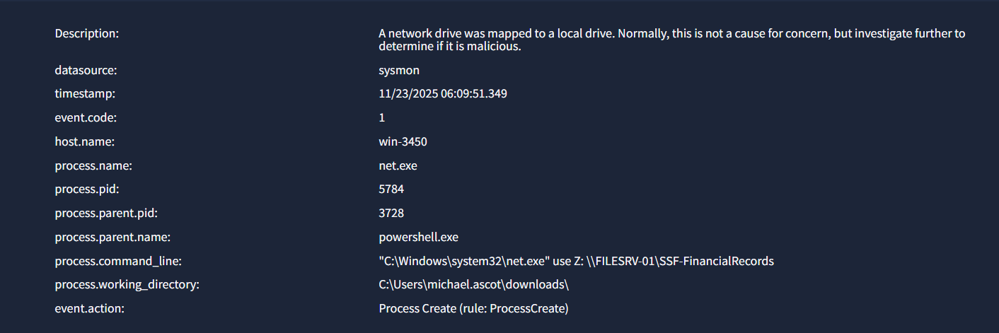 Description: A network drive was mapped to a local drive. Normally, this is not a cause for concern, but investigate further to
determine if it is malicious.
datasource: sysmon
timestamp: 11/23/2025 06:09:51.349
event.code: 1
host.name: win-3450
process.name: net.exe
process.pid: 5784
process.parent.pid: 3728
process.parent.name: powershell.exe
process.command_line: "C:\Windows\system32\net.exe" use Z: \\FILESRV-01\SSF-FinancialRecords
process.working_directory: C:\Users\michael.ascot\downloads\
event.action: Process Create (rule: ProcessCreate)